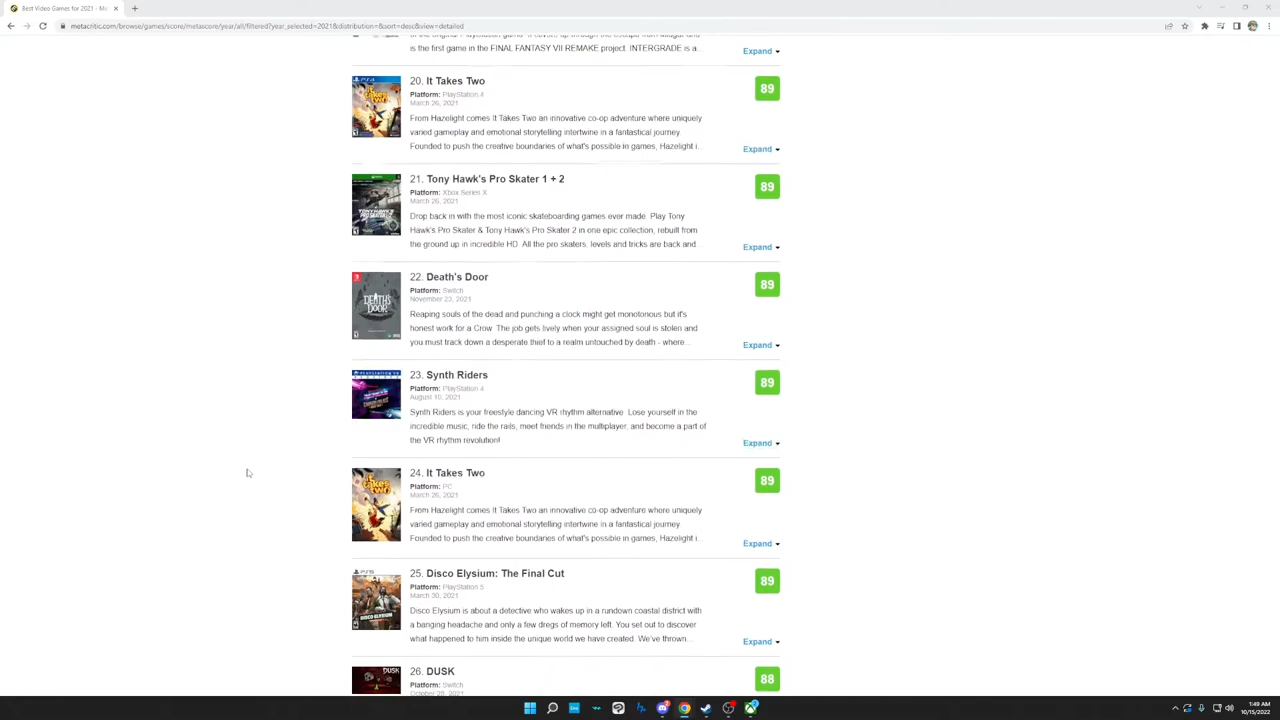 Best Video Games for 2021 - Me
metacritic.com/browse/games/score/metascore/year/all/filtered?year_selected=2021&distribution=&sort=desc&view=detailed
is the first game in the FINAL FANTASY VII REMAKE project. INTERGRADE is a...
Expand
20. It Takes Two
89
Platform: PlayStation 4
March 26, 2021
From Hazelight comes It Takes Two an innovative co-op adventure where uniquely
varied gameplay and emotional storytelling intertwine in a fantastical journey.
Founded to push the creative boundaries of what's possible in games, Hazelight i...
Expand
21. Tony Hawk's Pro Skater 1 + 2
89
Platform: Xbox Series X
March 26, 2021
Drop back in with the most iconic skateboarding games ever made. Play Tony
Hawk's Pro Skater & Tony Hawk's Pro Skater 2 in one epic collection, rebuilt from
the ground up in incredible HD. All the pro skaters, levels and tricks are back and...
Expand
22. Death's Door
89
Platform: Switch
November 23, 2021
Reaping souls of the dead and punching a clock might get monotonous but it's
honest work for a Crow. The job gets lively when your assigned soul is stolen and
you must track down a desperate thief to a realm untouched by death - where...
Expand
23. Synth Riders
89
Platform: PlayStation 4
August 10, 2021
Synth Riders is your freestyle dancing VR rhythm alternative. Lose yourself in the
incredible music, ride the rails, meet friends in the multiplayer, and become a part of
the VR rhythm revolution!
Expand
24. It Takes Two
89
Platform: PC
March 26, 2021
From Hazelight comes It Takes Two an innovative co-op adventure where uniquely
varied gameplay and emotional storytelling intertwine in a fantastical journey.
Founded to push the creative boundaries of what's possible in games, Hazelight i...
Expand
25. Disco Elysium: The Final Cut
89
Platform: PlayStation 5
March 30, 2021
Disco Elysium is about a detective who wakes up in a rundown coastal district with
a banging headache and only a few dregs of memory left. You set out to discover
what happened to him inside the unique world we have created. We've thrown...
Expand
26. DUSK
88
Platform: Switch
October 28, 2021
1:49 AM
10/15/2022